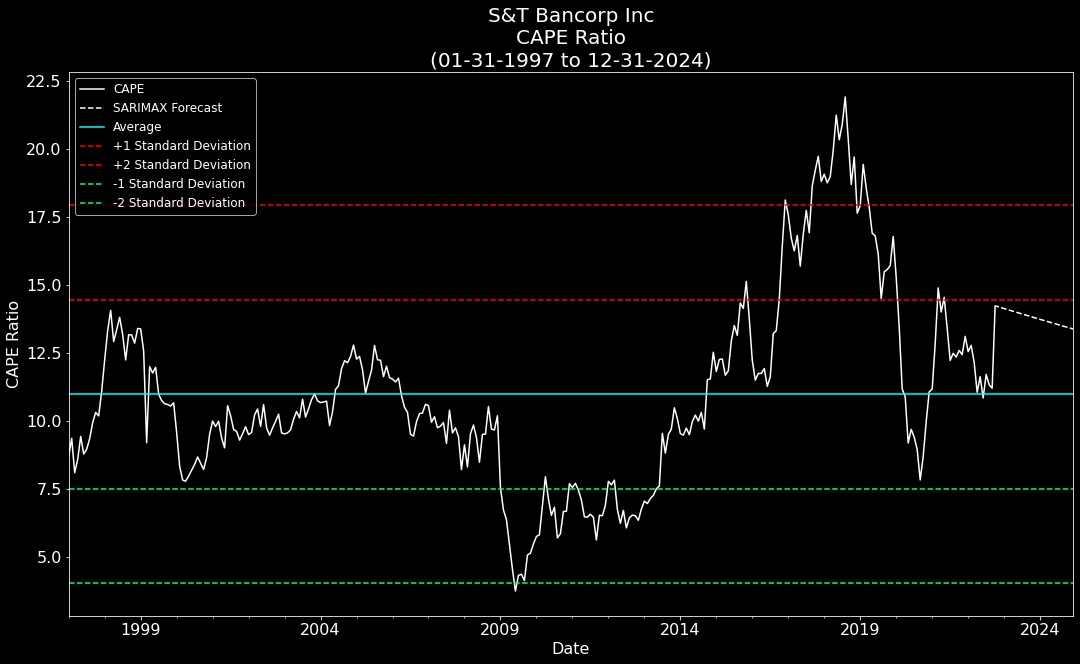 S&T Bancorp Inc
CAPE Ratio
(01-31-1997 to 12-31-2024)
CAPE
SARIMAX Forecast
Average
+1 Standard Deviation
+2 Standard Deviation
-1 Standard Deviation
-2 Standard Deviation
CAPE Ratio
22.5
20.0
17.5
15.0
12.5
10.0
7.5
5.0
1999 2004 2009 2014 2019 2024
Date